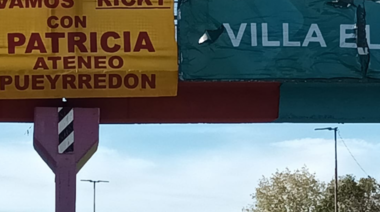 VAMOS RICKY
CON
PATRICIA
ATENEO
PUEYRREDON
VILLA EL